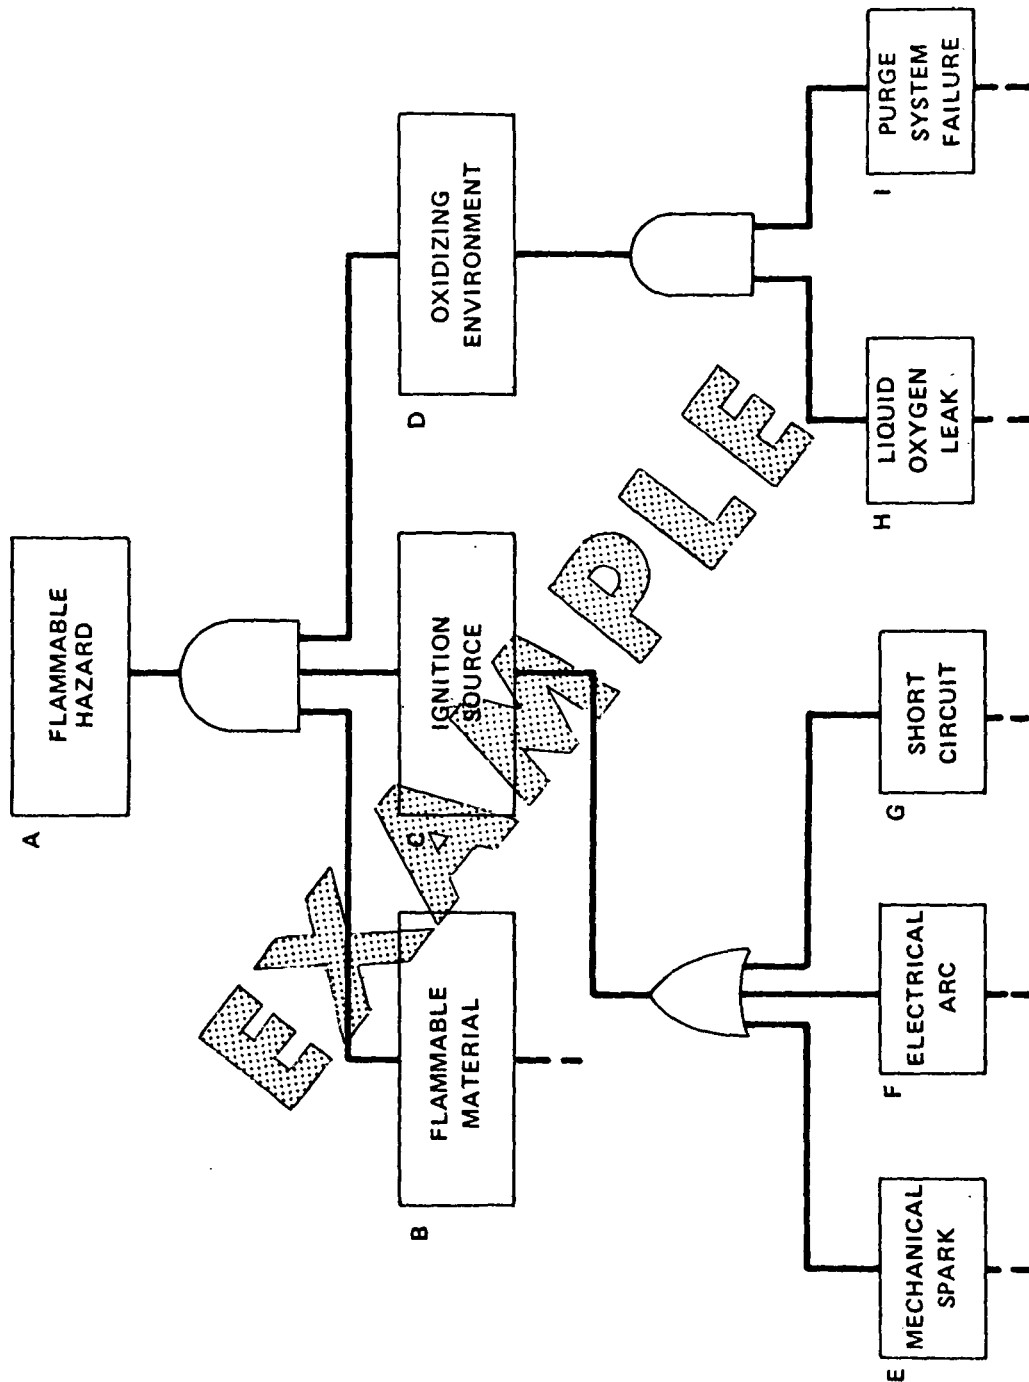 A
FLAMMABLE
HAZARD
B
FLAMMABLE
MATERIAL
C
IGNITION
SOURCE
D
OXIDIZING
ENVIRONMENT
E
MECHANICAL
SPARK
F
ELECTRICAL
ARC
G
SHORT
CIRCUIT
H
LIQUID
OXYGEN
LEAK
I
PURGE
SYSTEM
FAILURE
EXAMPLE